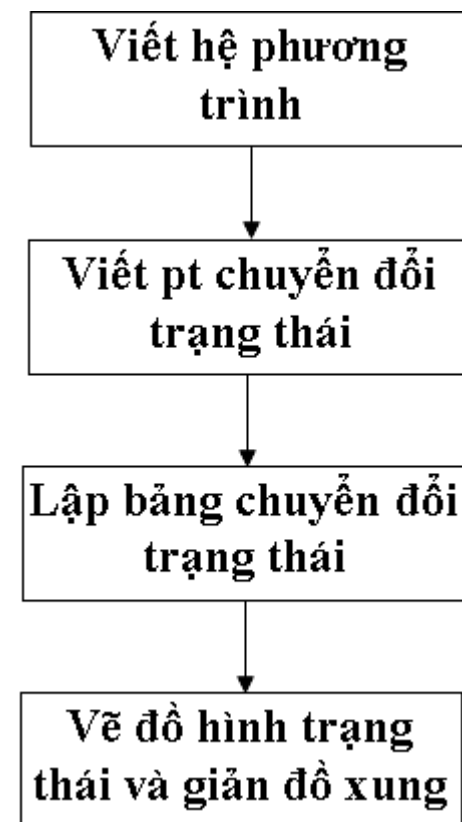 Viết hệ phương
trình
Viết pt chuyển đổi
trạng thái
Lập bảng chuyển đổi
trạng thái
Vẽ đồ hình trạng
thái và giản đồ xung